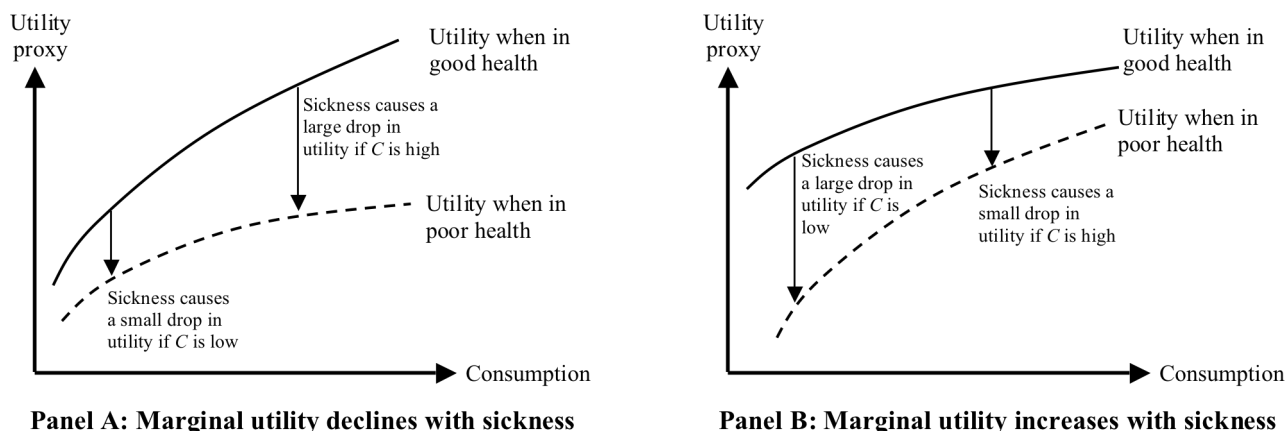 Utility
proxy
Utility when in
good health
Sickness causes a
large drop in
utility if C is high
Utility when in
poor health
Sickness causes
a small drop in
utility if C is low
Consumption
Panel A: Marginal utility declines with sickness
Utility
proxy
Utility when in
good health
Utility when in
poor health
Sickness causes
a large drop in
utility if C is
low
Sickness causes a
small drop in
utility if C is high
Consumption
Panel B: Marginal utility increases with sickness